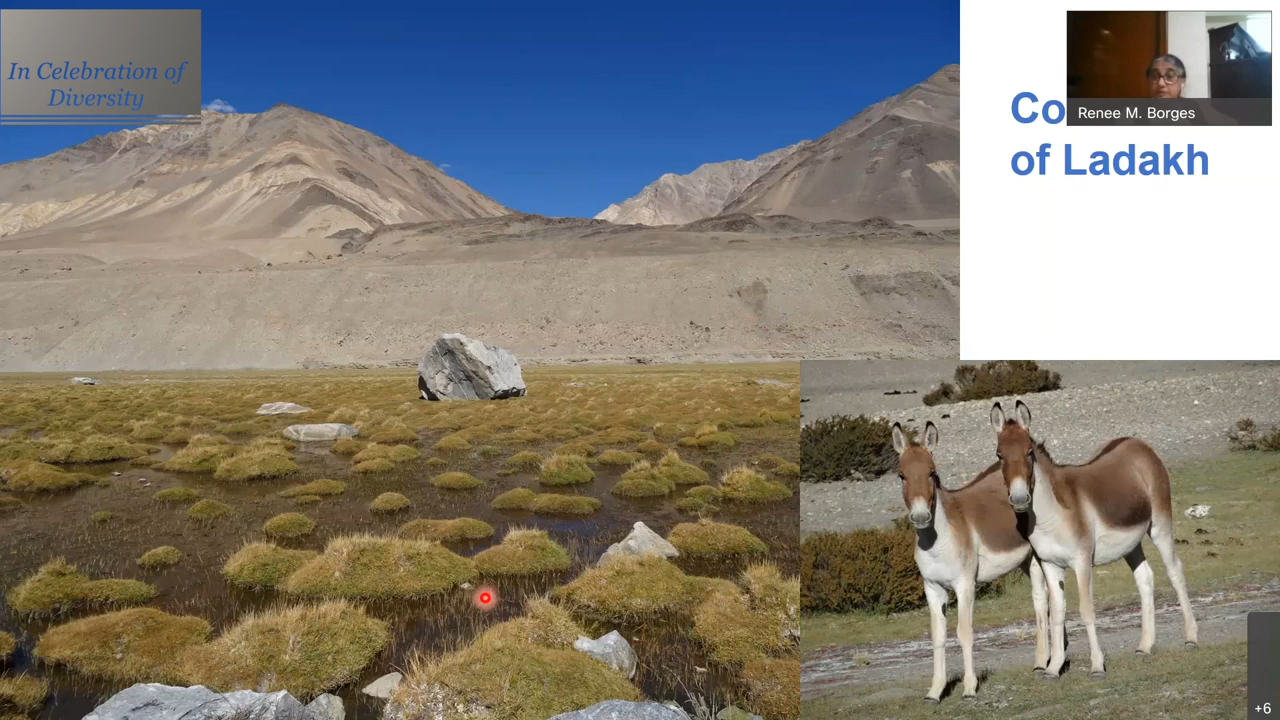 In Celebration of
Diversity
Co
of Ladakh
Renee M. Borges
+6